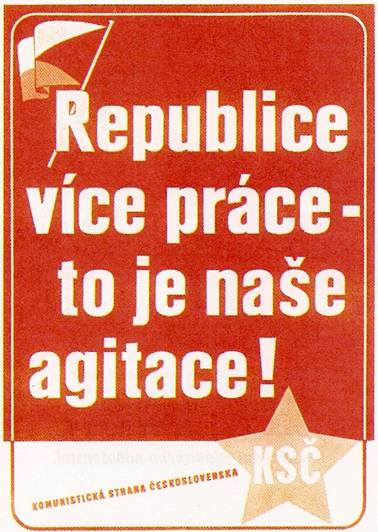 Republice
více práce -
to je naše
agitace!
KSČ
KOMUNISTICKÁ STRANA ČESKOSLOVENSKA